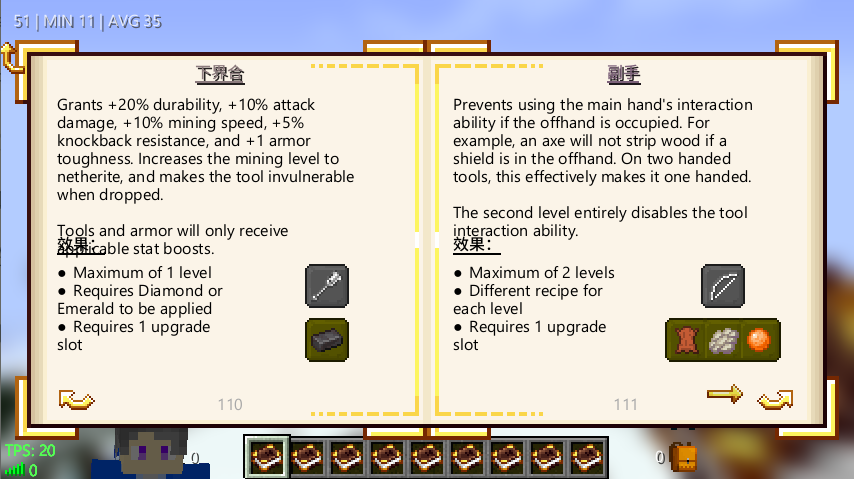 51 | MIN 11 | AVG 35
下界合
Grants +20% durability, +10% attack
damage, +10% mining speed, +5%
knockback resistance, and +1 armor
toughness. Increases the mining level to
netherite, and makes the tool invulnerable
when dropped.
Tools and armor will only receive
applicable stat boosts.
效果：
● Maximum of 1 level
● Requires Diamond or
Emerald to be applied
● Requires 1 upgrade
slot
110
副手
Prevents using the main hand's interaction
ability if the offhand is occupied. For
example, an axe will not strip wood if a
shield is in the offhand. On two handed
tools, this effectively makes it one handed.
The second level entirely disables the tool
interaction ability.
效果：
● Maximum of 2 levels
● Different recipe for
each level
● Requires 1 upgrade
slot
111
TPS: 20
0
0
0